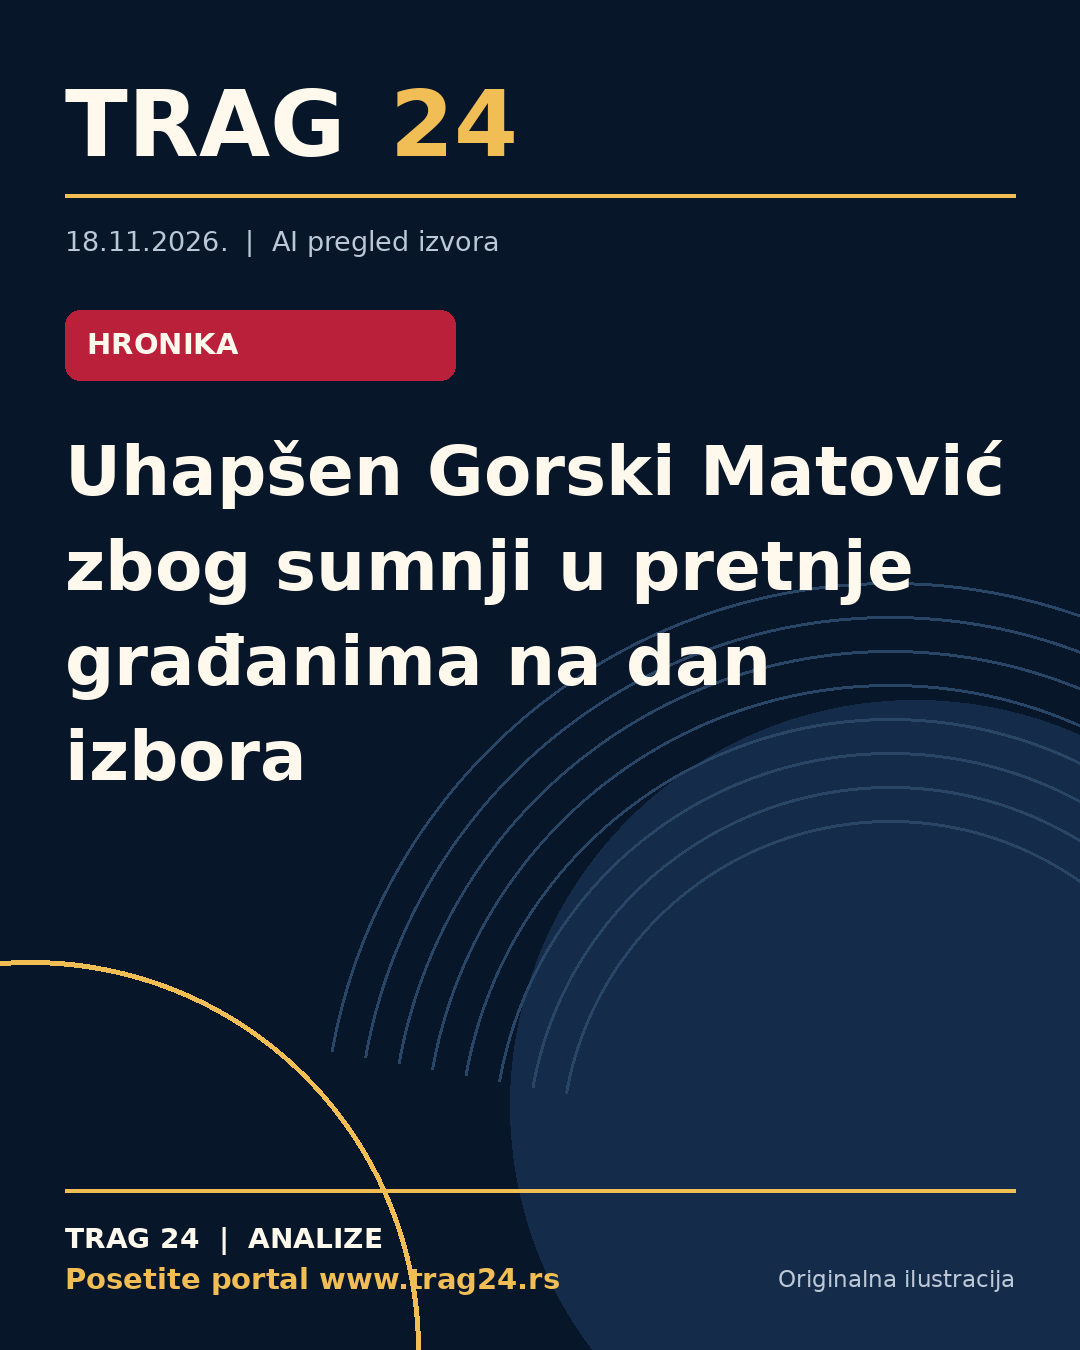 TRAG 24
18.11.2026. | AI pregled izvora
HRONIKA
Uhapšen Gorski Matović
zbog sumnji u pretnje
građanima na dan
izbora
TRAG 24 | ANALIZE
Posetite portal www.trag24.rs
Originalna ilustracija